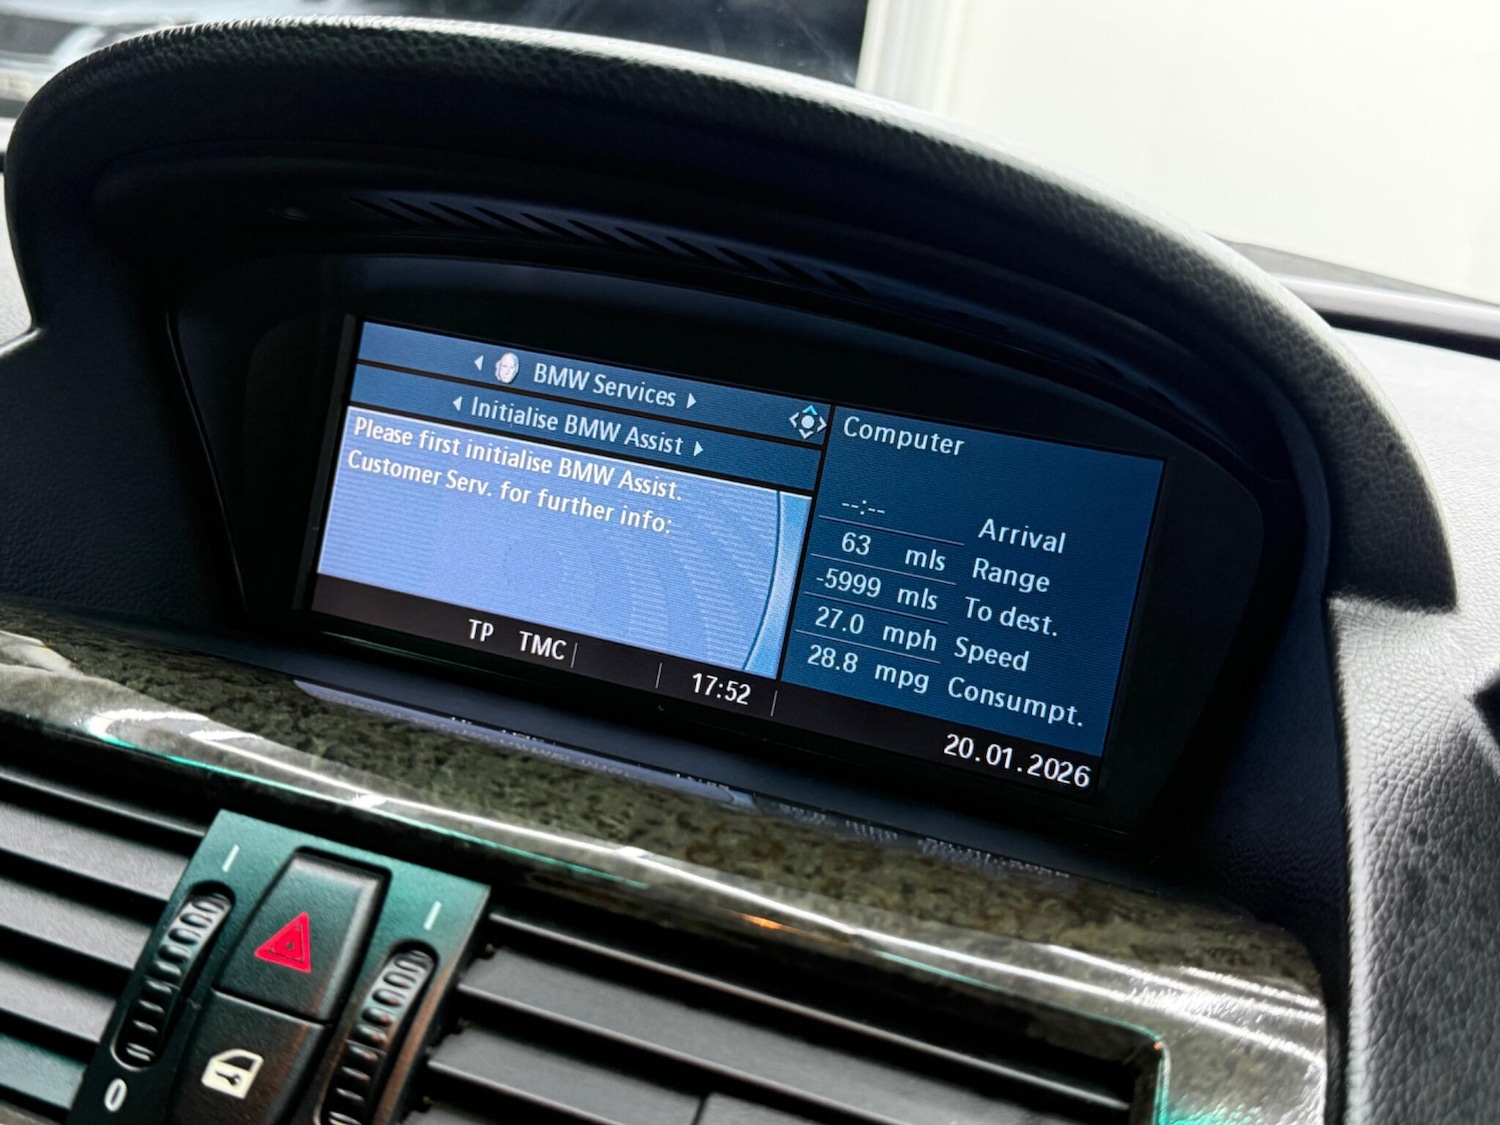 BMW Services
Initialise BMW Assist
Please first initialise BMW Assist.
Customer Serv. for further info:
TP TMC
17:52
Computer
--:-- Arrival
63 mls Range
-5999 mls To dest.
27.0 mph Speed
28.8 mpg Consumpt.
20.01.2026
0